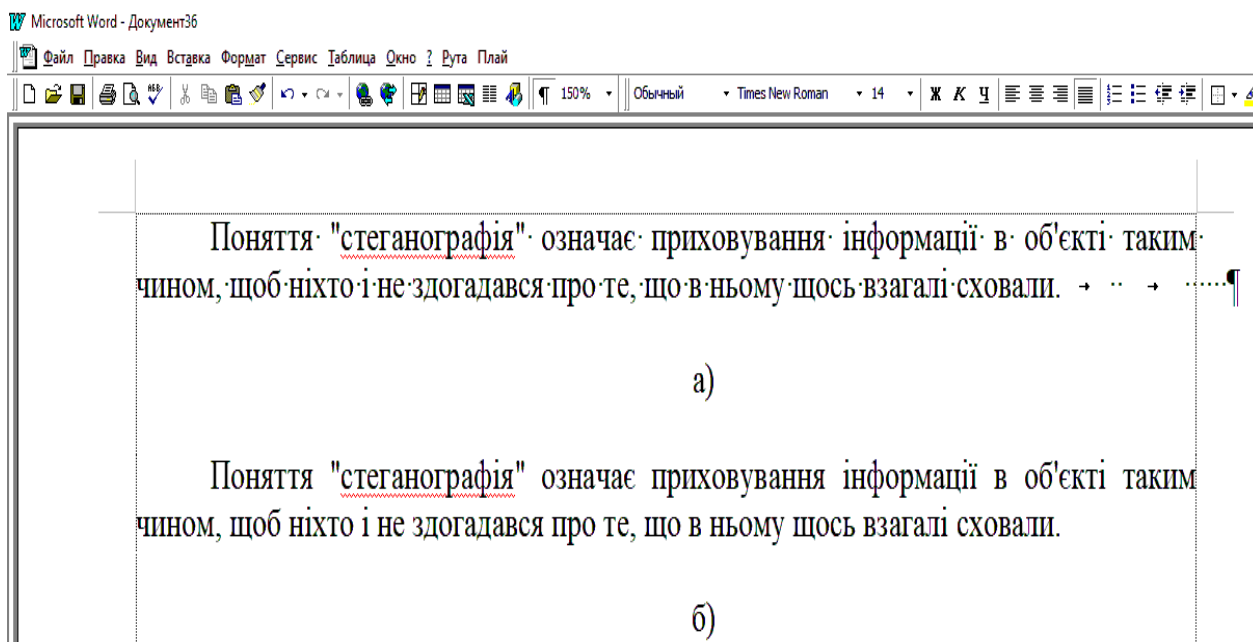 Microsoft Word - Документ36
Файл Правка Вид Вставка Формат Сервис Таблица Окно ? Рута Плай
150% Обычный Times New Roman 14 Ж К Ч
Поняття "стеганографія" означає приховування інформації в об'єкті таким
чином, щоб ніхто і не здогадався про те, що в ньому щось взагалі сховали.
а)
Поняття "стеганографія" означає приховування інформації в об'єкті таким
чином, щоб ніхто і не здогадався про те, що в ньому щось взагалі сховали.
б)